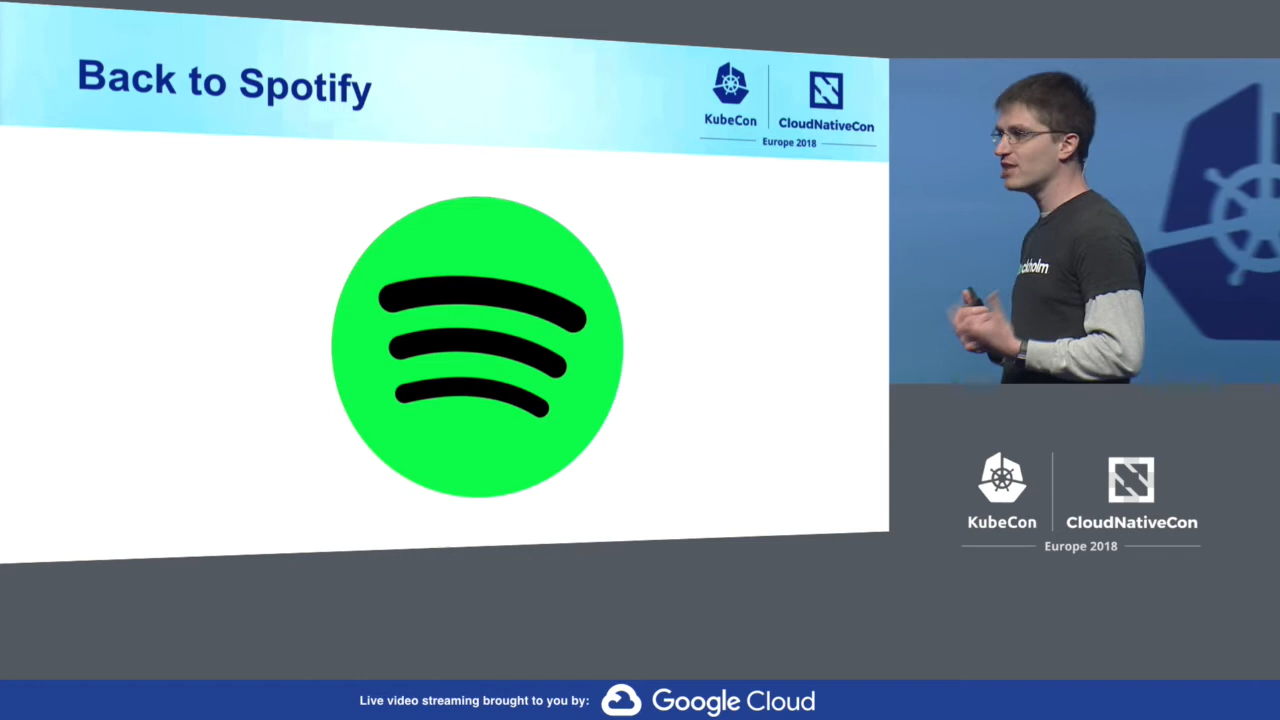 Back to Spotify
KubeCon
CloudNativeCon
Europe 2018
ckholm
KubeCon
CloudNativeCon
Europe 2018
Live video streaming brought to you by: Google Cloud